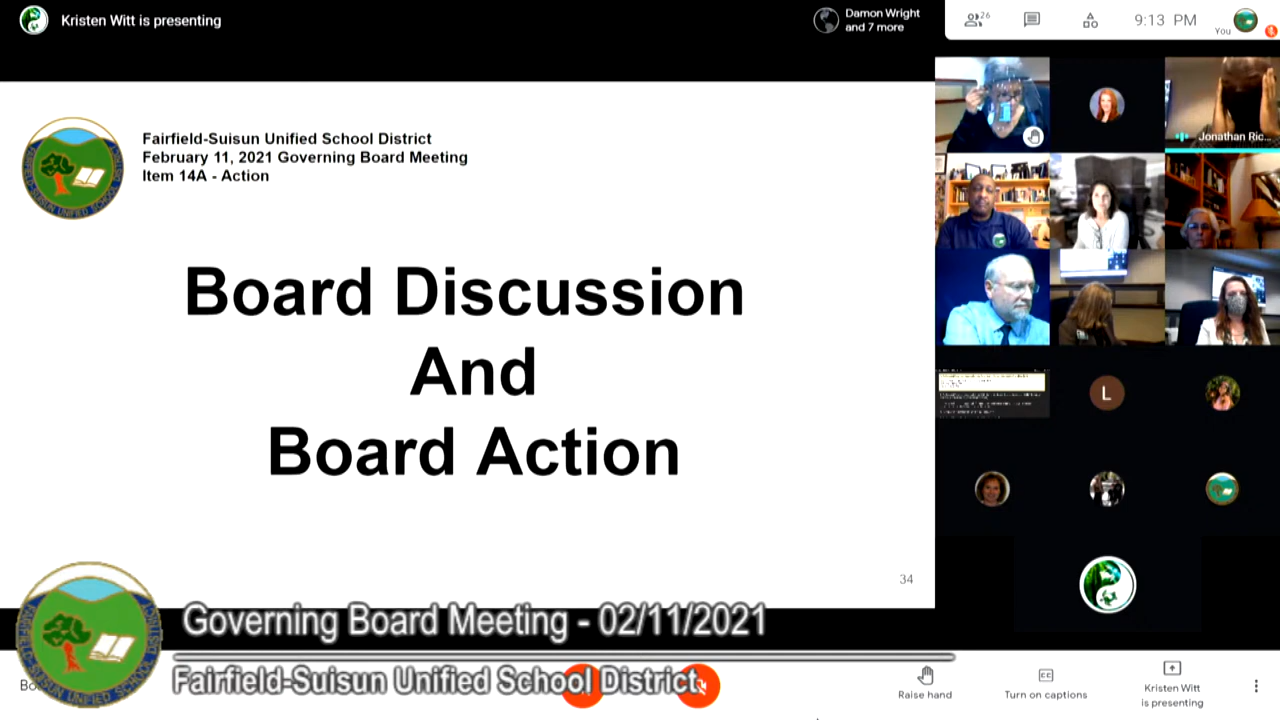 Kristen Witt is presenting
Damon Wright
and 7 more
26
9:13 PM
You
Fairfield-Suisun Unified School District
February 11, 2021 Governing Board Meeting
Item 14A - Action
Jonathan Ric...
Board Discussion
And
Board Action
L
34
Governing Board Meeting - 02/11/2021
Fairfield-Suisun Unified School District
Bo
Raise hand
CC
Turn on captions
Kristen Witt
is presenting